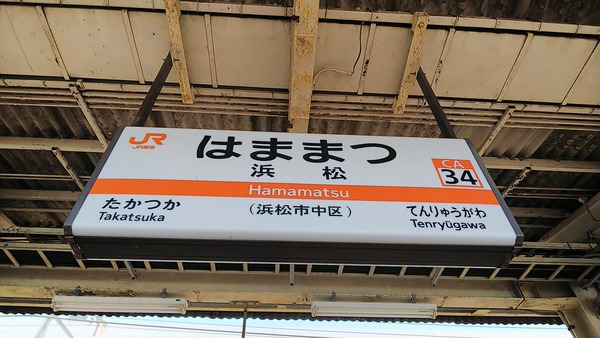 JR
JR東海
はままつ
浜 松
CA
34
Hamamatsu
たかつか
Takatsuka
(浜松市中区)
てんりゅうがわ
Tenryūgawa